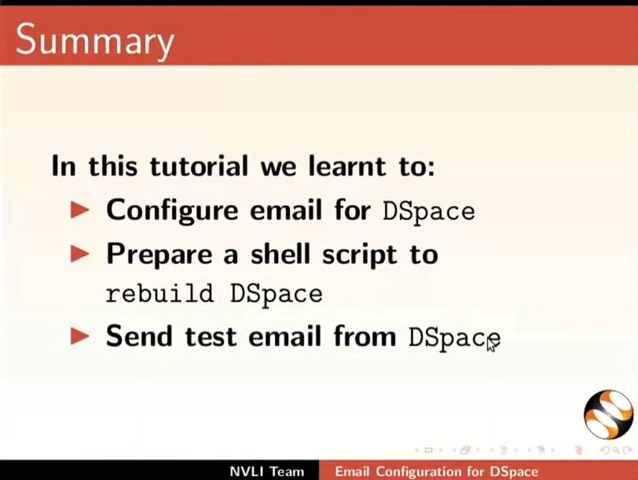 Summary
In this tutorial we learnt to:
Configure email for DSpace
Prepare a shell script to
rebuild DSpace
Send test email from DSpace
NVLI Team Email Configuration for DSpace